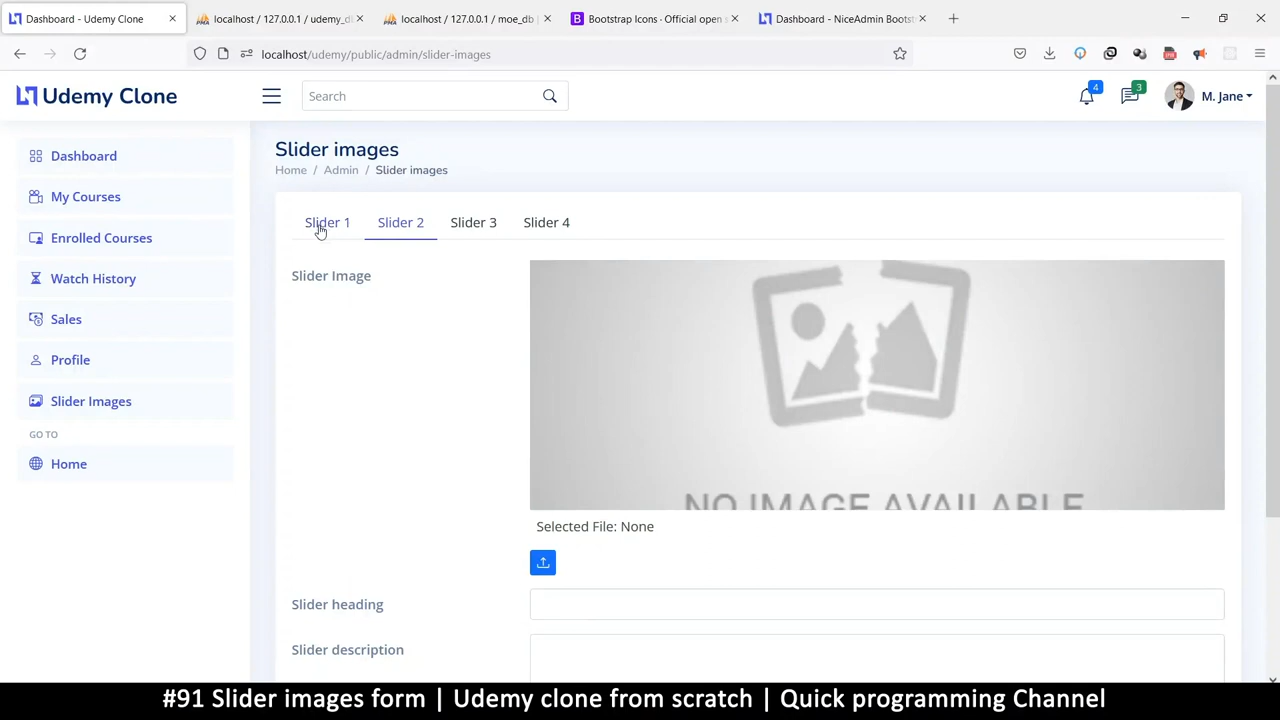 Dashboard - Udemy Clone
localhost / 127.0.0.1 / udemy_d
localhost / 127.0.0.1 / moe_db |
Bootstrap Icons · Official open s
Dashboard - NiceAdmin Bootst
localhost/udemy/public/admin/slider-images
Udemy Clone
Search
4
3
M. Jane
Dashboard
My Courses
Enrolled Courses
Watch History
Sales
Profile
Slider Images
GO TO
Home
Slider images
Home / Admin / Slider images
Slider 1
Slider 2
Slider 3
Slider 4
Slider Image
NO IMAGE AVAILABLE
Selected File: None
Slider heading
Slider description
#91 Slider images form | Udemy clone from scratch | Quick programming Channel